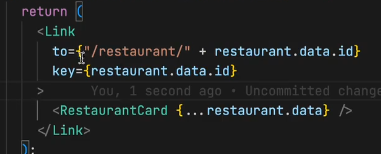 return (
<Link
to={"/restaurant/" + restaurant.data.id}
key={restaurant.data.id}
> You, 1 second ago • Uncommitted change
<RestaurantCard {...restaurant.data} />
</Link>
);